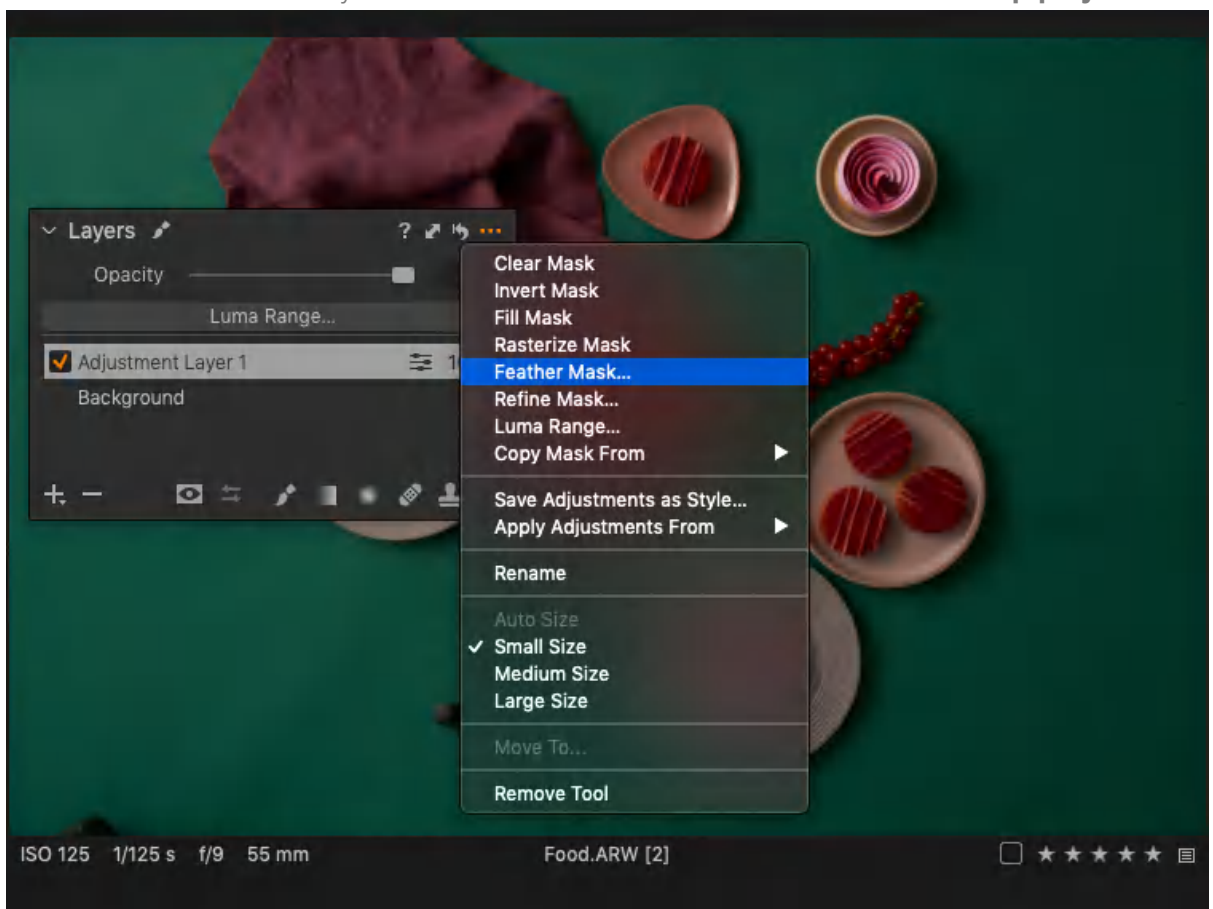 Layers ?
Opacity
Luma Range...
Adjustment Layer 1
Background
Clear Mask
Invert Mask
Fill Mask
Rasterize Mask
Feather Mask...
Refine Mask...
Luma Range...
Copy Mask From
Save Adjustments as Style...
Apply Adjustments From
Rename
Auto Size
Small Size
Medium Size
Large Size
Move To...
Remove Tool
ISO 125 1/125 s f/9 55 mm
Food.ARW [2]